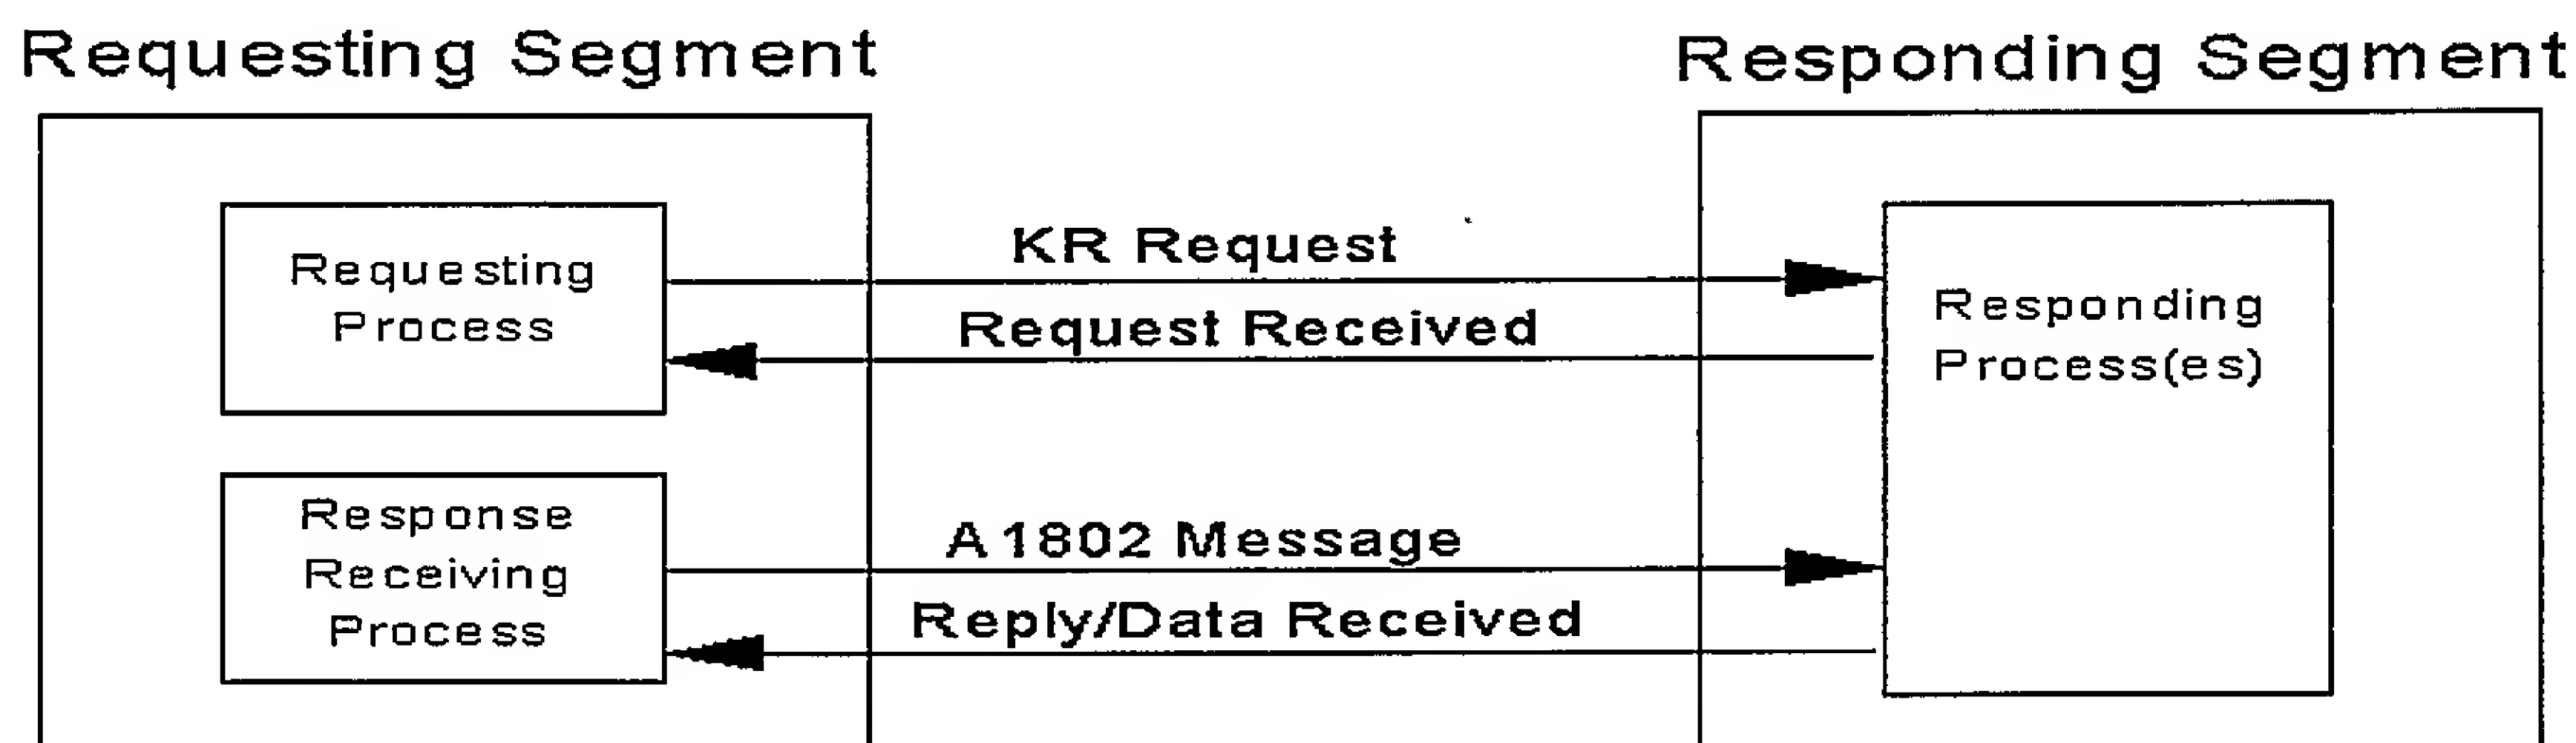 Requesting Segment
Responding Segment
Requesting
Process
KR Request
Request Received
Responding
Process(es)
Response
Receiving
Process
A1802 Message
Reply/Data Received